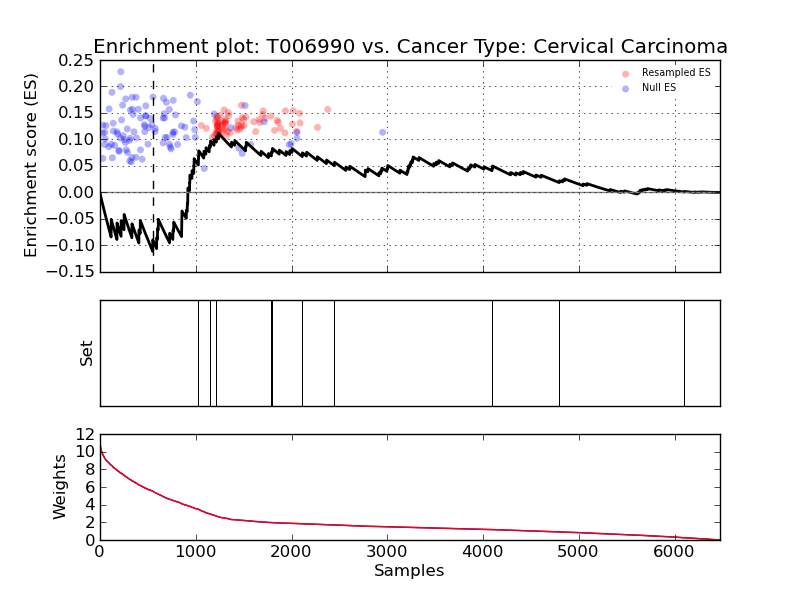 Enrichment plot: T006990 vs. Cancer Type: Cervical Carcinoma
0.25
0.20
0.15
0.10
0.05
0.00
−0.05
−0.10
−0.15
Enrichment score (ES)
Resampled ES
Null ES
Set
12
10
8
6
4
2
0
Weights
0 1000 2000 3000 4000 5000 6000
Samples